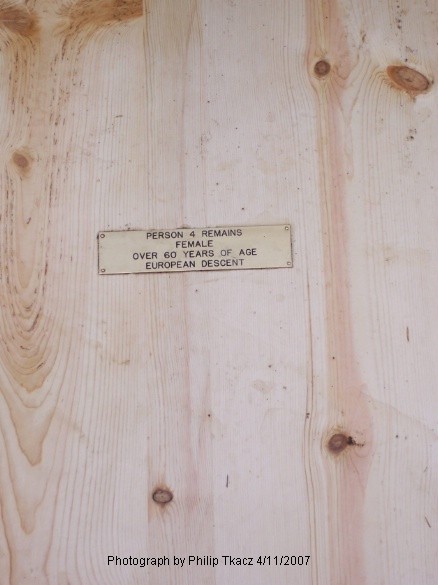 PERSON 4 REMAINS
FEMALE
OVER 60 YEARS OF AGE
EUROPEAN DESCENT
Photograph by Philip Tkacz 4/11/2007